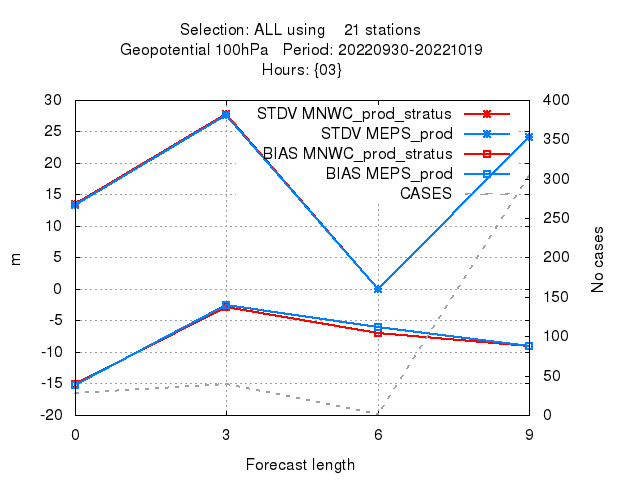 Selection: ALL using    21 stations
Geopotential 100hPa   Period: 20220930-20221019
Hours: {03}
30
25
20
15
10
5
0
-5
-10
-15
-20
400
350
300
250
200
150
100
50
0
STDV MNWC_prod_stratus
STDV MEPS_prod
BIAS MNWC_prod_stratus
BIAS MEPS_prod
CASES
m
No cases
0 3 6 9
Forecast length